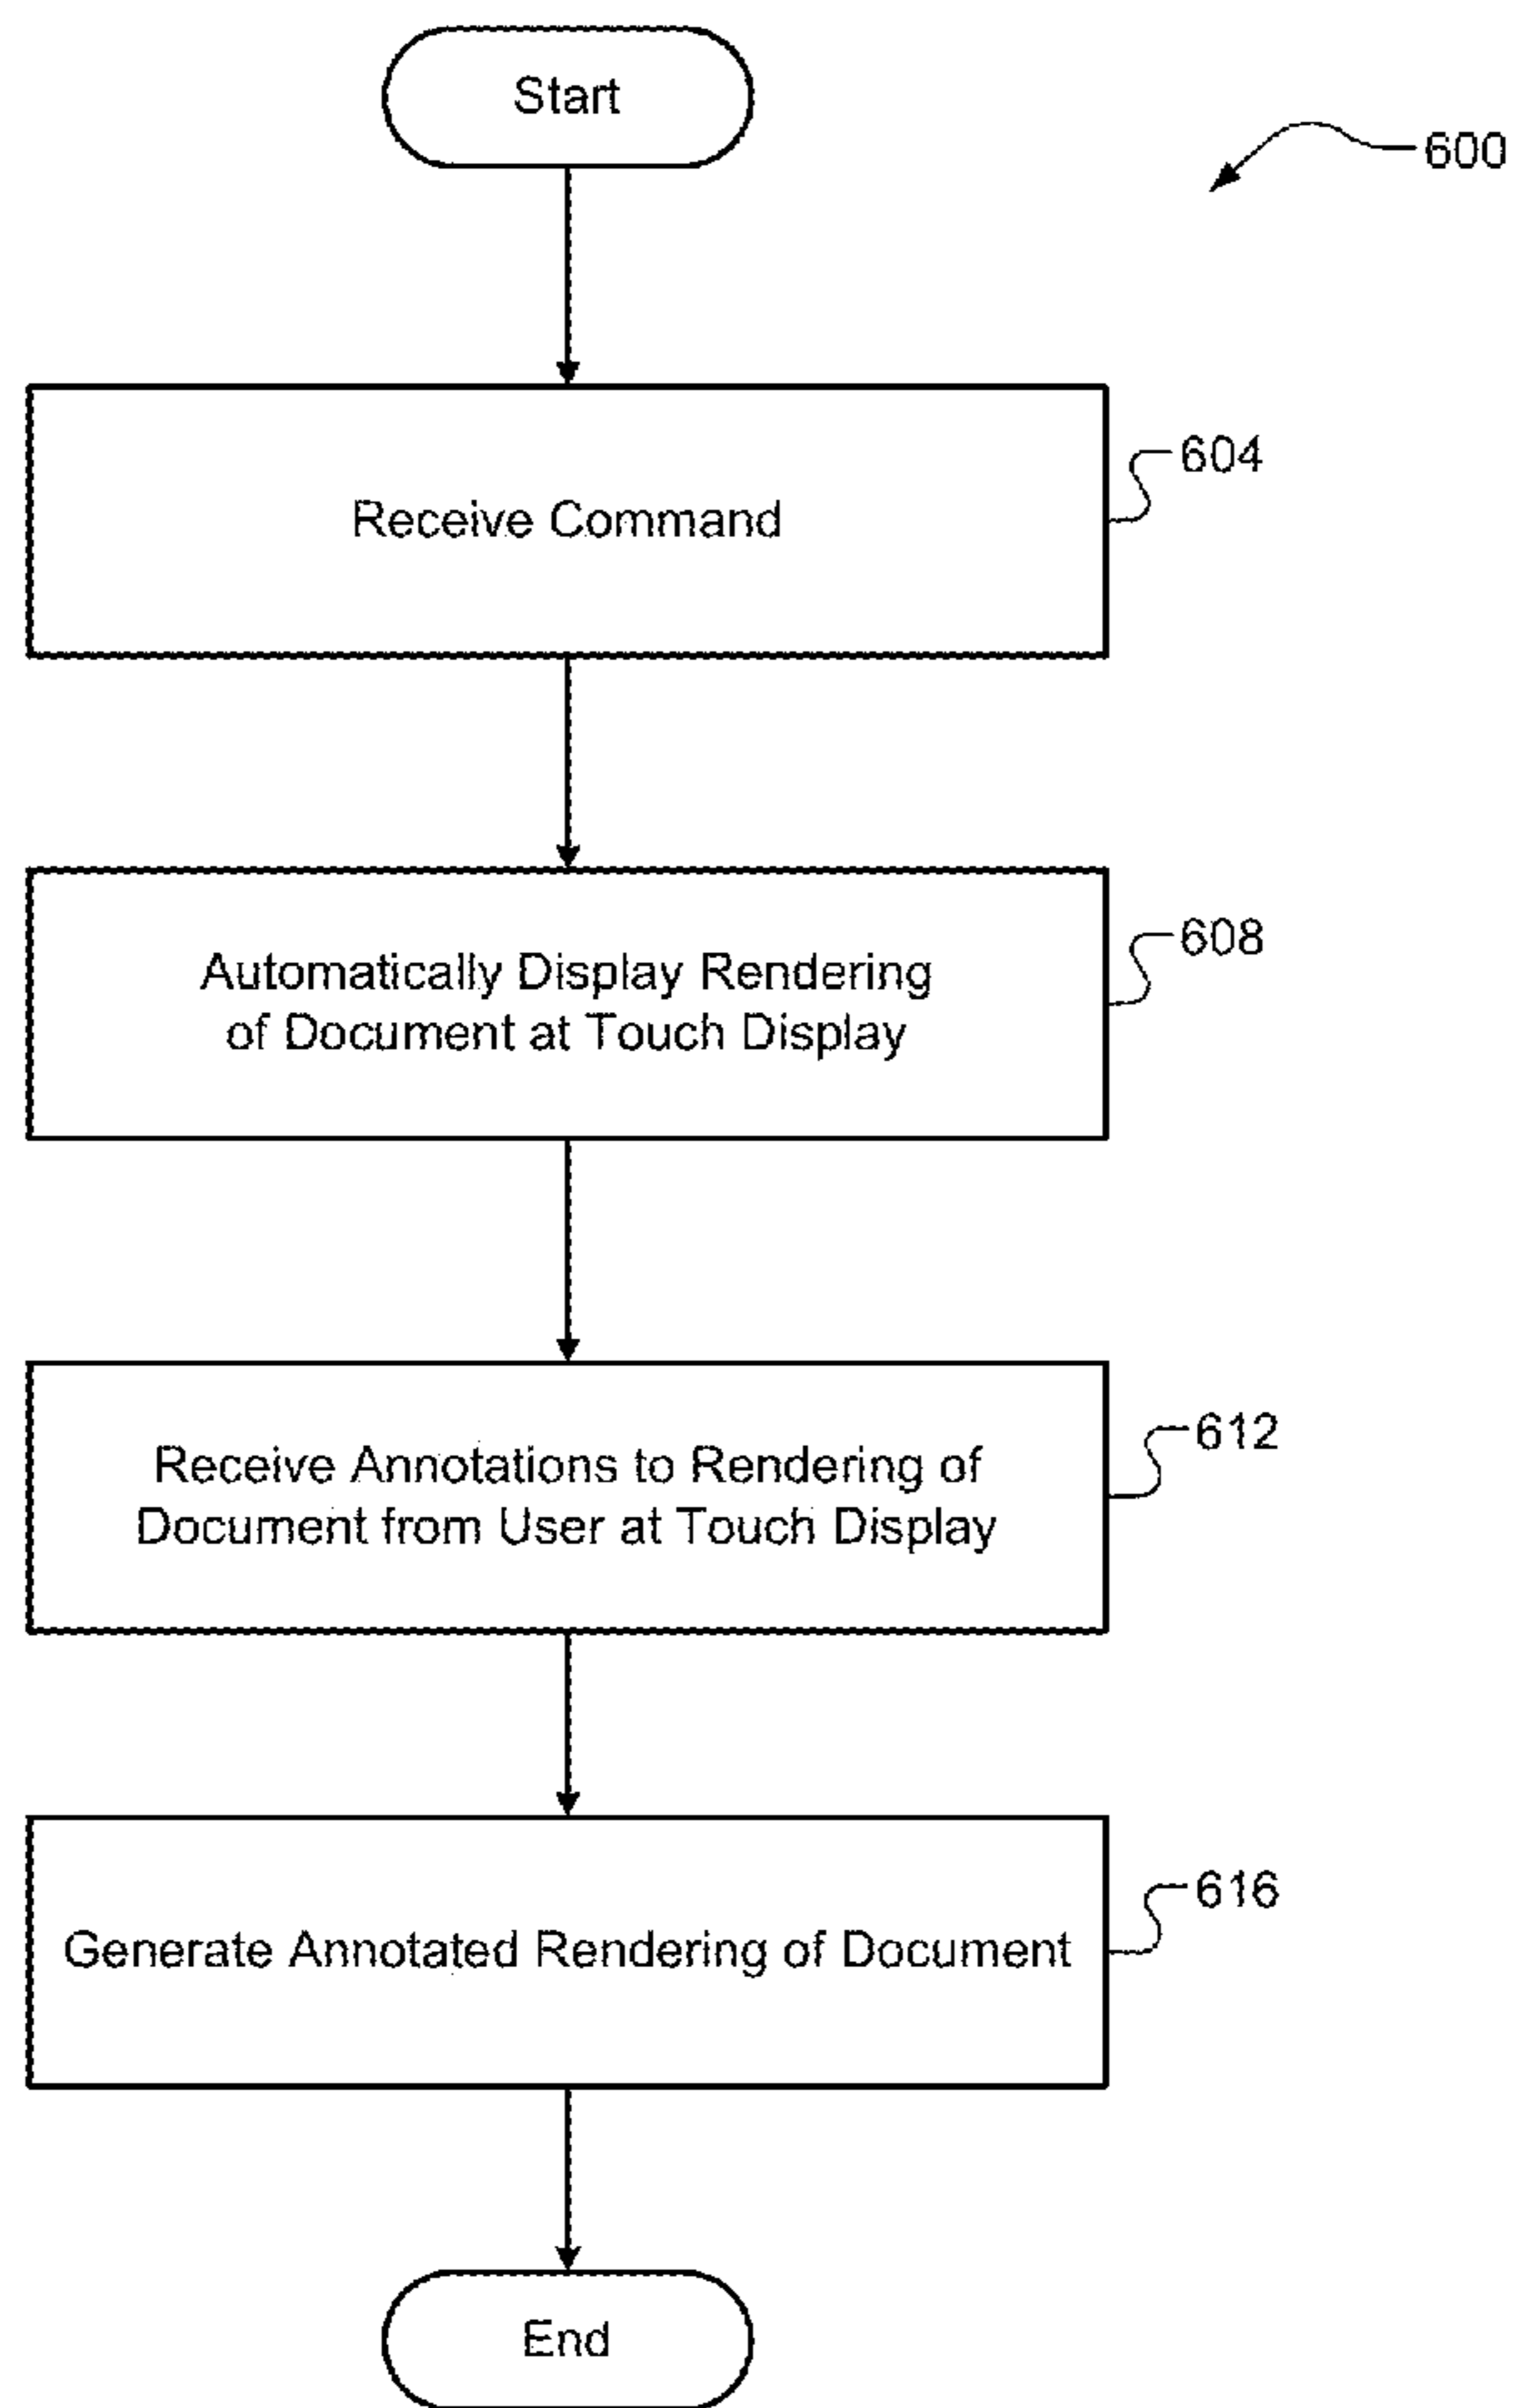 Start
600
604
Receive Command
608
Automatically Display Rendering
of Document at Touch Display
612
Receive Annotations to Rendering of
Document from User at Touch Display
616
Generate Annotated Rendering of Document
End